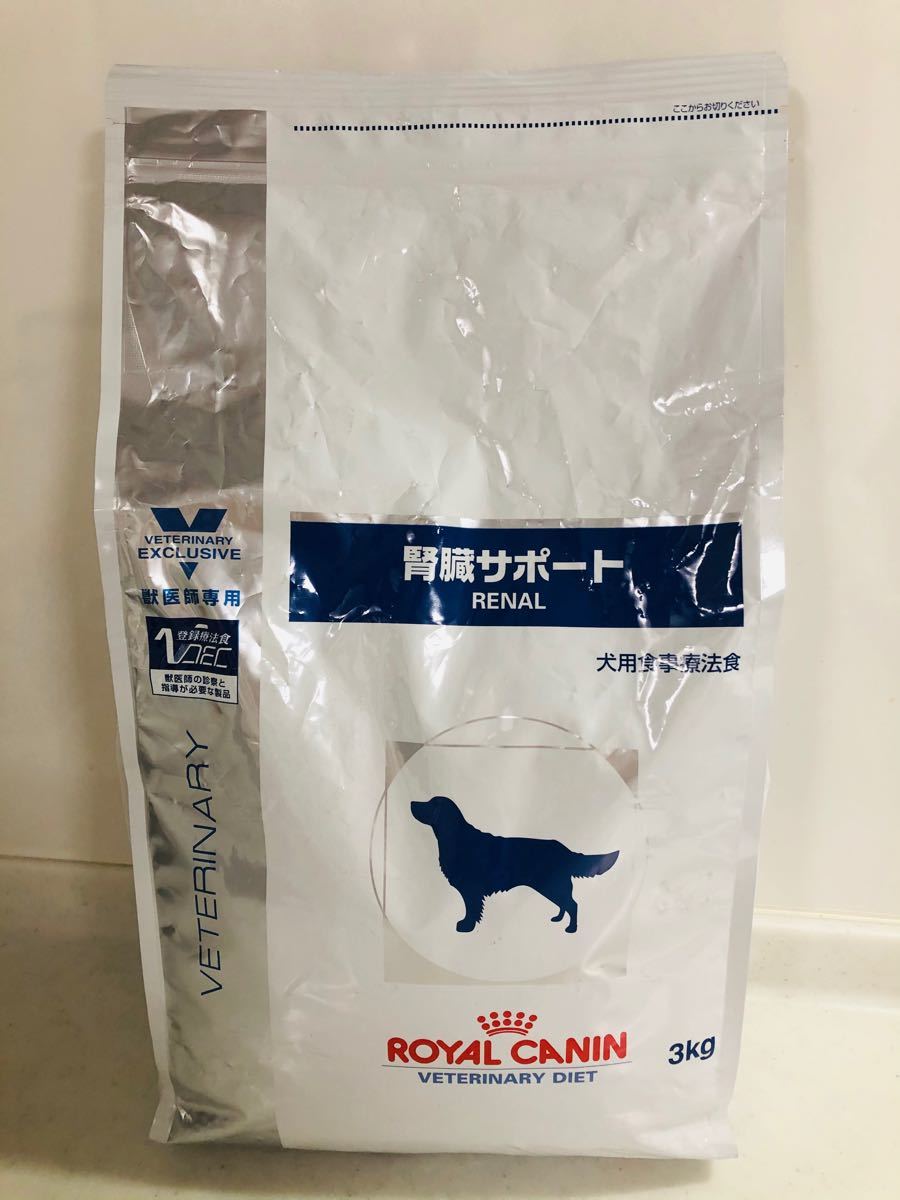 ここからお切りください
VETERINARY
EXCLUSIVE
獣医師専用
登録療法食
VDEC
獣医師の診察と
指導が必要な製品
VETERINARY
腎臓サポート
RENAL
犬用食事療法食
ROYAL CANIN
VETERINARY DIET
3kg